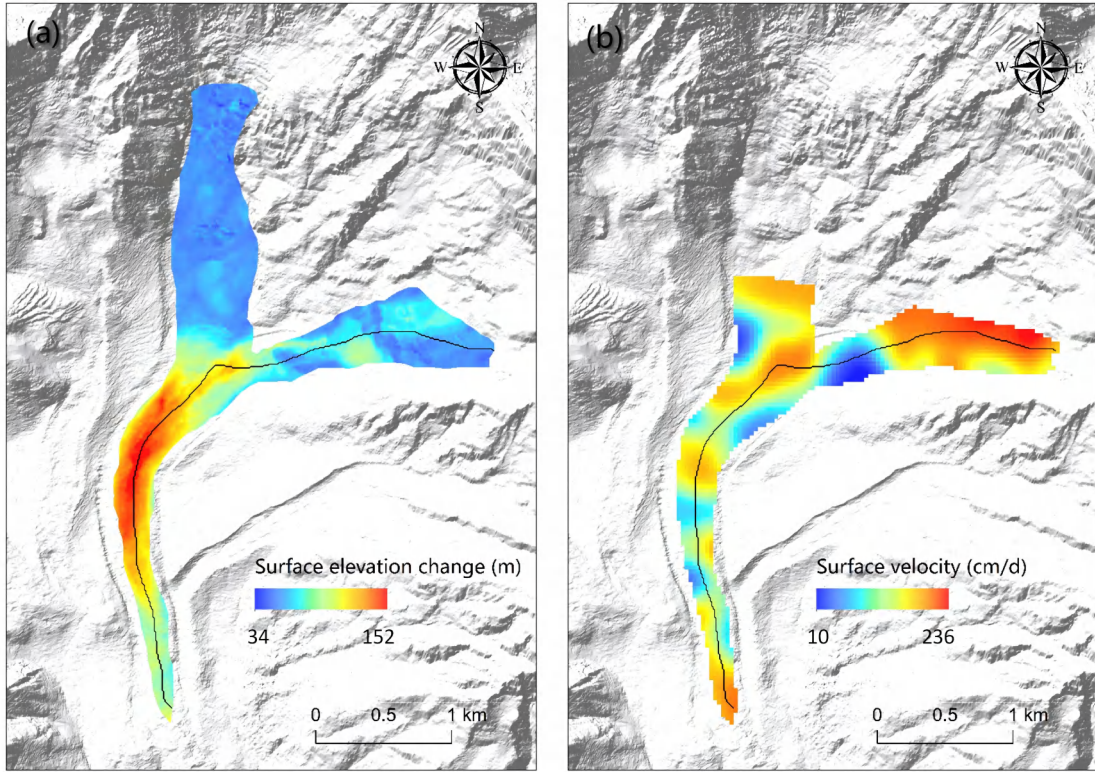 (a)
N
W E
S
Surface elevation change (m)
34 152
0 0.5 1 km
(b)
N
W E
S
Surface velocity (cm/d)
10 236
0 0.5 1 km